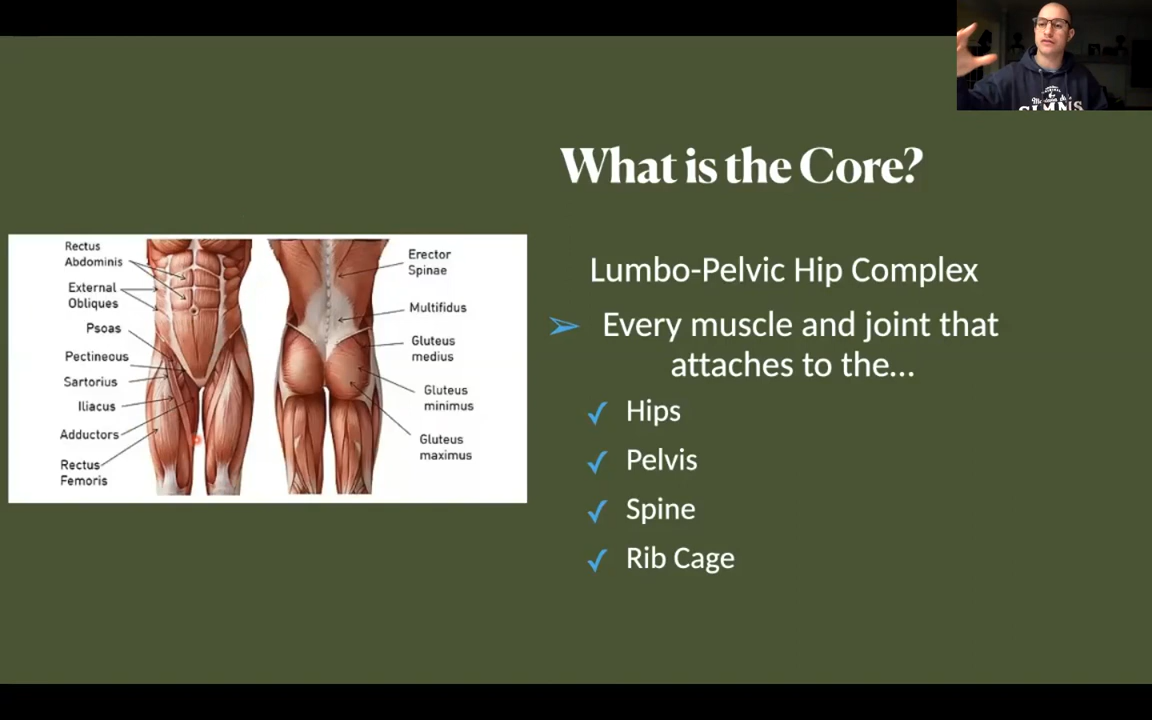 What is the Core?
Rectus
Abdominis
External
Obliques
Psoas
Pectineous
Sartorius
Iliacus
Adductors
Rectus
Femoris
Erector
Spinae
Multifidus
Gluteus
medius
Gluteus
minimus
Gluteus
maximus
Lumbo-Pelvic Hip Complex
➢ Every muscle and joint that
attaches to the...
✓ Hips
✓ Pelvis
✓ Spine
✓ Rib Cage